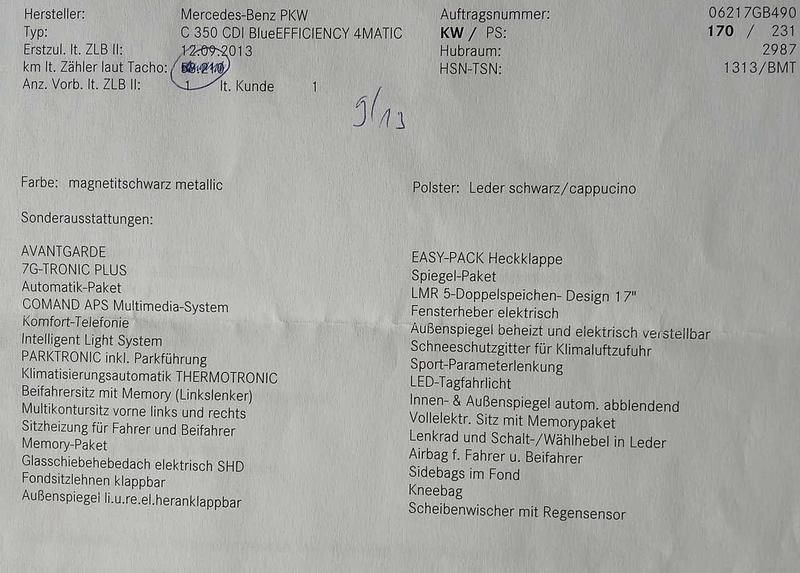 Hersteller: Mercedes-Benz PKW
Typ: C 350 CDI BlueEFFICIENCY 4MATIC
Erstzul. lt. ZLB II: 12.09.2013
km lt. Zähler laut Tacho:
Anz. Vorb. lt. ZLB II: 1 lt. Kunde 1
Auftragsnummer: 06217GB490
KW / PS: 170 / 231
Hubraum: 2987
HSN-TSN: 1313/BMT
9/13
Farbe: magnetitschwarz metallic
Polster: Leder schwarz/cappucino
Sonderausstattungen:
AVANTGARDE
7G-TRONIC PLUS
Automatik-Paket
COMAND APS Multimedia-System
Komfort-Telefonie
Intelligent Light System
PARKTRONIC inkl. Parkführung
Klimatisierungsautomatik THERMOTRONIC
Beifahrersitz mit Memory (Linkslenker)
Multikontursitz vorne links und rechts
Sitzheizung für Fahrer und Beifahrer
Memory-Paket
Glasschiebehebedach elektrisch SHD
Fondsitzlehnen klappbar
Außenspiegel li.u.re.el.heranklappbar
EASY-PACK Heckklappe
Spiegel-Paket
LMR 5-Doppelspeichen- Design 17"
Fensterheber elektrisch
Außenspiegel beheizt und elektrisch verstellbar
Schneeschutzgitter für Klimaluftzufuhr
Sport-Parameterlenkung
LED-Tagfahrlicht
Innen- & Außenspiegel autom. abblendend
Vollelektr. Sitz mit Memorypaket
Lenkrad und Schalt-/Wählhebel in Leder
Airbag f. Fahrer u. Beifahrer
Sidebags im Fond
Kneebag
Scheibenwischer mit Regensensor